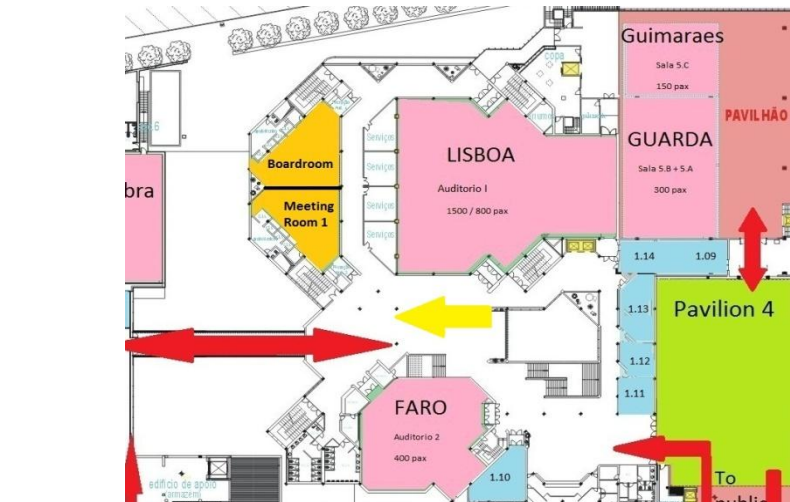 Guimaraes
Sala 5.C
150 pax
copa
PAVILHÃO
GUARDA
Sala 5.B + 5.A
300 pax
LISBOA
Auditorio I
1500 / 800 pax
Serviços
Serviços
Serviços
Serviços
Boardroom
Meeting
Room 1
bra
1.14
1.09
1.13
Pavilion 4
1.12
1.11
FARO
Auditorio 2
400 pax
1.10
edificio de apoio
(armazem)
To
public